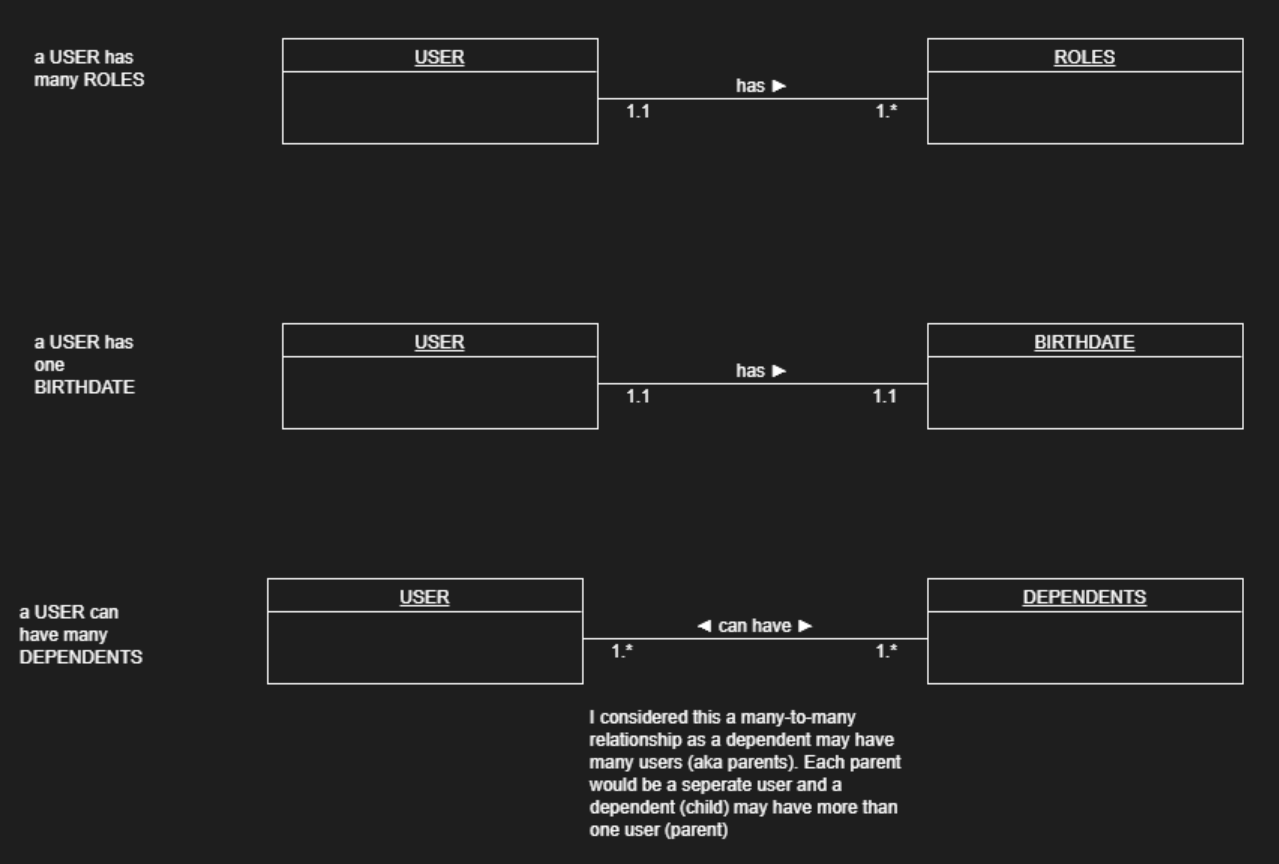 a USER has
many ROLES
USER
has ►
1.1
1.*
ROLES
a USER has
one
BIRTHDATE
USER
has ►
1.1
1.1
BIRTHDATE
a USER can
have many
DEPENDENTS
USER
◄ can have ►
1.*
1.*
DEPENDENTS
I considered this a many-to-many
relationship as a dependent may have
many users (aka parents). Each parent
would be a seperate user and a
dependent (child) may have more than
one user (parent)